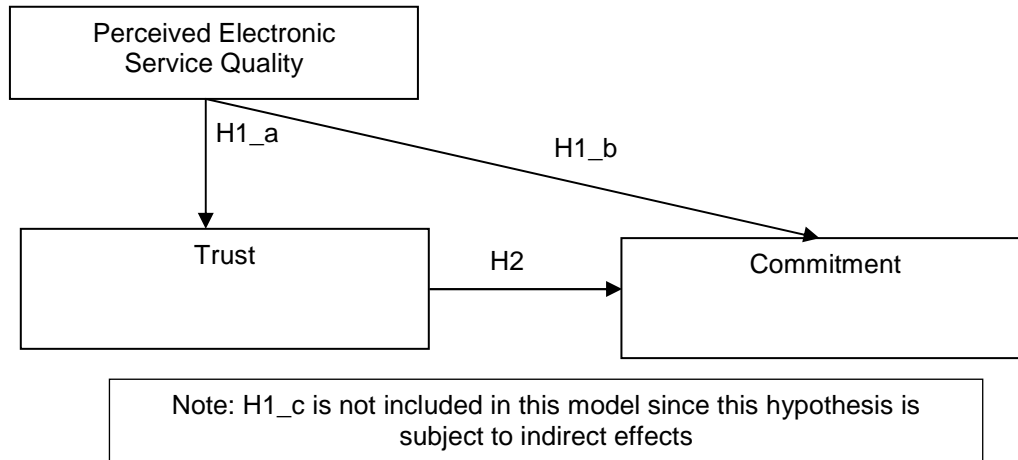 Perceived Electronic
Service Quality
H1_a
H1_b
Trust
H2
Commitment
Note: H1_c is not included in this model since this hypothesis is
subject to indirect effects